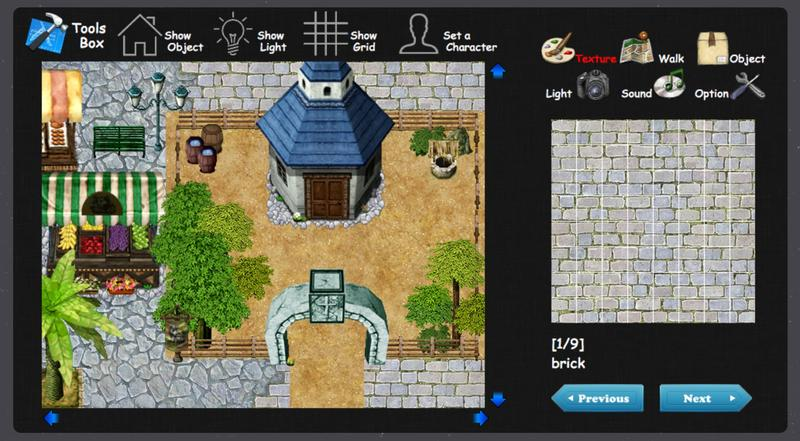 Tools Box
Show Object
Show Light
Show Grid
Set a Character
Texture
Walk
Object
Light
Sound
Option
[1/9]
brick
Previous
Next